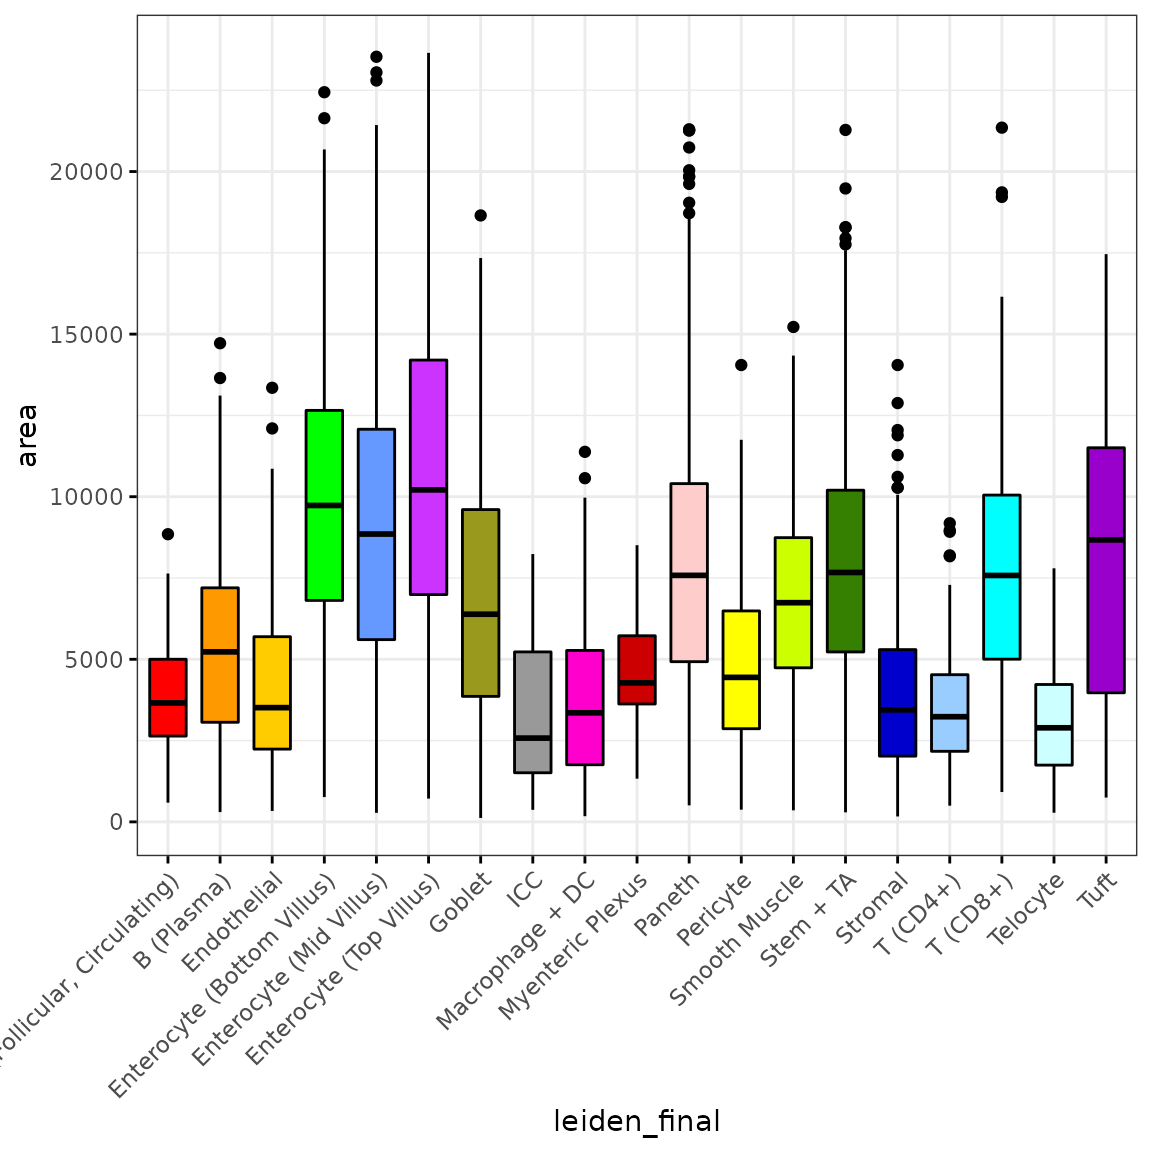 area
20000
15000
10000
5000
0
Circulating)
B (Plasma)
Endothelial
Enterocyte (Bottom Villus)
Enterocyte (Mid Villus)
Enterocyte (Top Villus)
Goblet
ICC
Macrophage + DC
Myenteric Plexus
Paneth
Pericyte
Smooth Muscle
Stem + TA
Stromal
T (CD4+)
T (CD8+)
Telocyte
Tuft
leiden_final